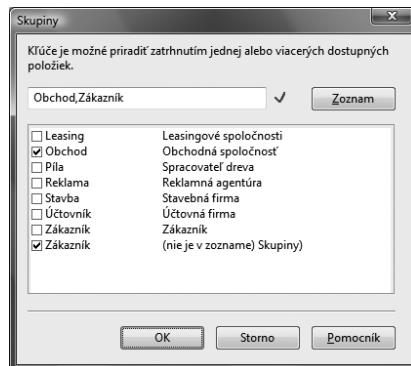 Skupiny
Kľúče je možné priradiť zatrhnutím jednej alebo viacerých dostupných
položiek.
Obchod,Zákazník Zoznam
Leasing Leasingové spoločnosti
Obchod Obchodná spoločnosť
Píla Spracovateľ dreva
Reklama Reklamná agentúra
Stavba Stavebná firma
Účtovník Účtovná firma
Zákazník Zákazník
Zákazník (nie je v zozname) Skupiny)
OK Storno Pomocník